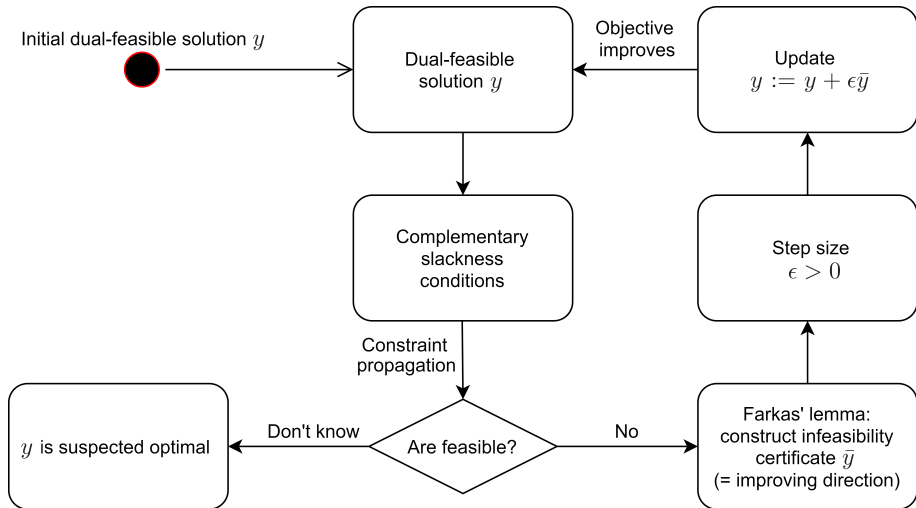 Initial dual-feasible solution y
Dual-feasible
solution y
Objective
improves
Update
y := y + ϵȳ
Complementary
slackness
conditions
Step size
ϵ > 0
Constraint
propagation
y is suspected optimal
Don't know
Are feasible?
No
Farkas' lemma:
construct infeasibility
certificate ȳ
(= improving direction)